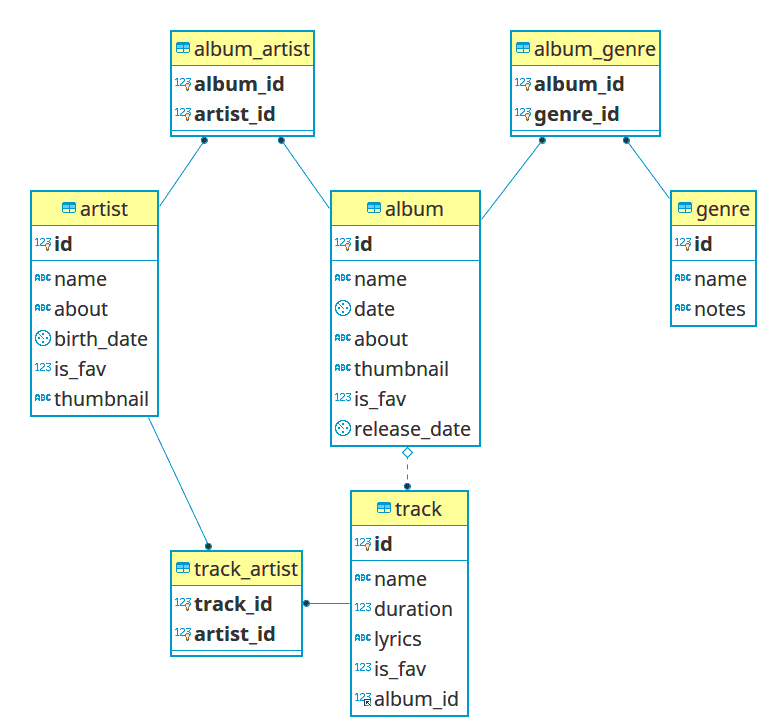 album_artist
123 album_id
123 artist_id
album_genre
123 album_id
123 genre_id
artist
123 id
ABC name
ABC about
birth_date
123 is_fav
ABC thumbnail
album
123 id
ABC name
date
ABC about
ABC thumbnail
123 is_fav
release_date
genre
123 id
ABC name
ABC notes
track_artist
123 track_id
123 artist_id
track
123 id
ABC name
123 duration
ABC lyrics
123 is_fav
123 album_id